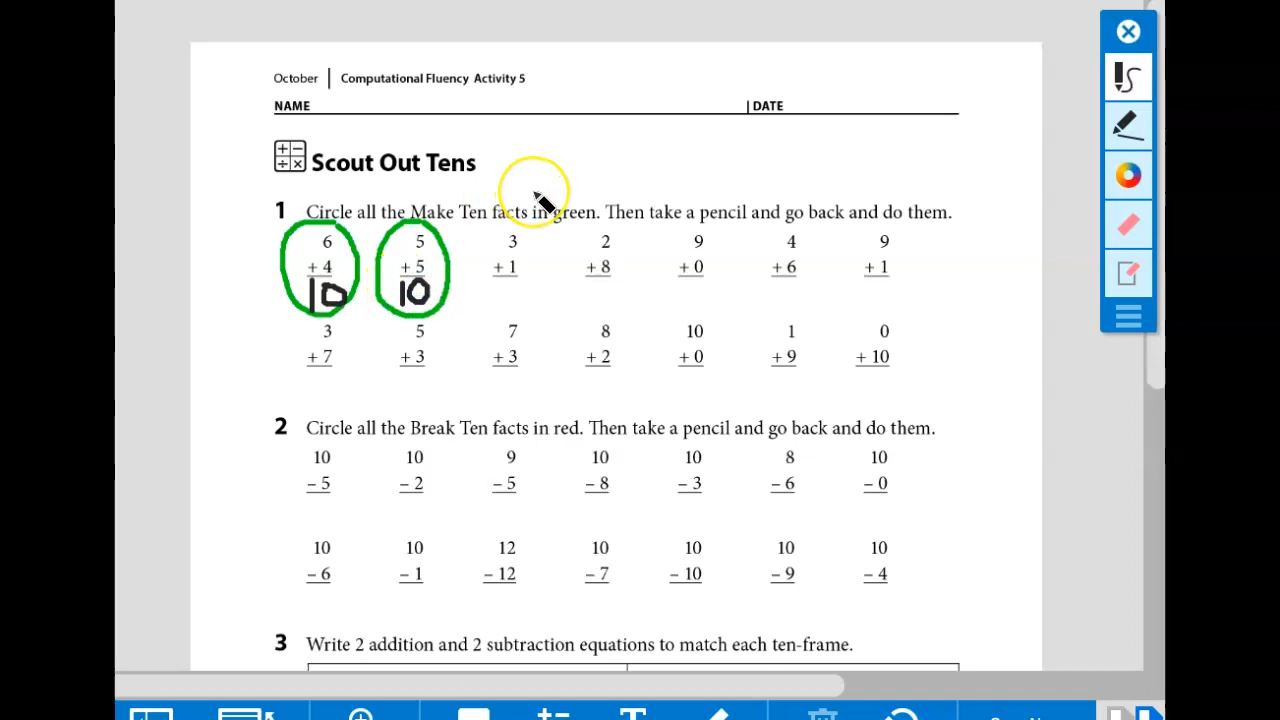 October | Computational Fluency Activity 5
NAME | DATE
+ − ÷ × Scout Out Tens
1 Circle all the Make Ten facts in green. Then take a pencil and go back and do them.
6 5 3 2 9 4 9
+ 4 + 5 + 1 + 8 + 0 + 6 + 1
10 10
3 5 7 8 10 1 0
+ 7 + 3 + 3 + 2 + 0 + 9 + 10
2 Circle all the Break Ten facts in red. Then take a pencil and go back and do them.
10 10 9 10 10 8 10
– 5 – 2 – 5 – 8 – 3 – 6 – 0
10 10 12 10 10 10 10
– 6 – 1 – 12 – 7 – 10 – 9 – 4
3 Write 2 addition and 2 subtraction equations to match each ten-frame.